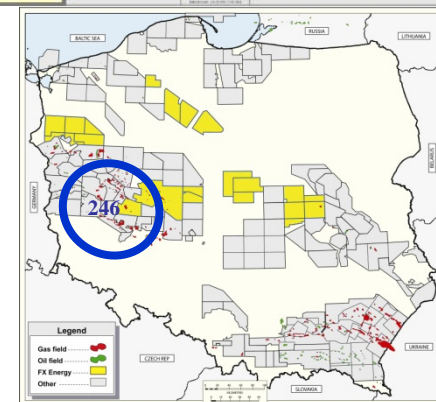 BALTIC SEA
RUSSIA
LITHUANIA
BELARUS
GERMANY
246
Legend
Gas field
Oil field
FX Energy
Other
CZECH REP
UKRAINE
SLOVAKIA